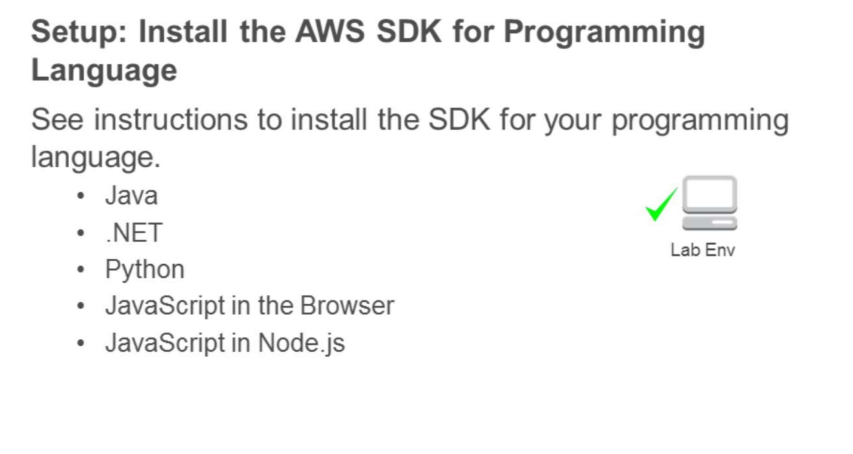 Setup: Install the AWS SDK for Programming
Language
See instructions to install the SDK for your programming
language.
• Java
• .NET
• Python
• JavaScript in the Browser
• JavaScript in Node.js
Lab Env